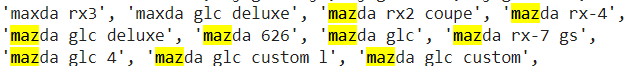 'maxda rx3', 'maxda glc deluxe', 'mazda rx2 coupe', 'mazda rx-4',
'mazda glc deluxe', 'mazda 626', 'mazda glc', 'mazda rx-7 gs',
'mazda glc 4', 'mazda glc custom l', 'mazda glc custom',